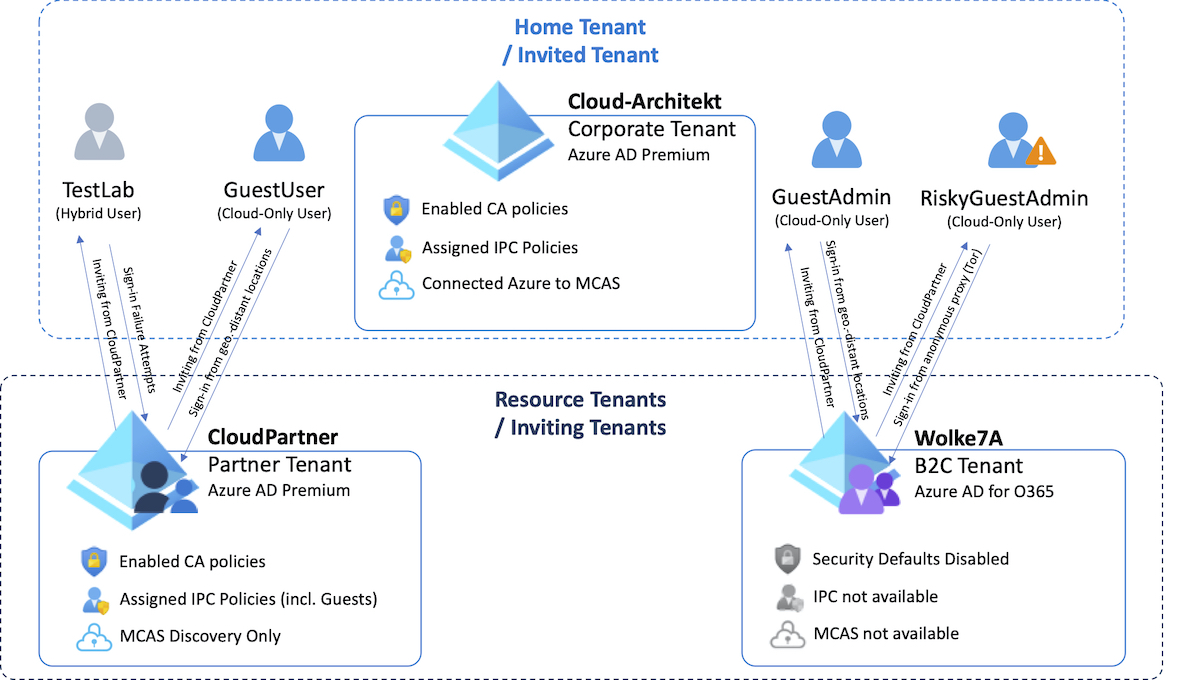 Home Tenant
/ Invited Tenant
Cloud-Architekt
Corporate Tenant
Azure AD Premium
Enabled CA policies
Assigned IPC Policies
Connected Azure to MCAS
TestLab
(Hybrid User)
GuestUser
(Cloud-Only User)
GuestAdmin
(Cloud-Only User)
RiskyGuestAdmin
(Cloud-Only User)
Inviting from CloudPartner
Sign-in Failure Attempts
Inviting from CloudPartner
Sign-in from geo.-distant locations
Inviting from CloudPartner
Sign-in from geo.-distant locations
Inviting from CloudPartner
Sign-in from anonymous proxy (Tor)
Resource Tenants
/ Inviting Tenants
CloudPartner
Partner Tenant
Azure AD Premium
Enabled CA policies
Assigned IPC Policies (incl. Guests)
MCAS Discovery Only
Wolke7A
B2C Tenant
Azure AD for O365
Security Defaults Disabled
IPC not available
MCAS not available